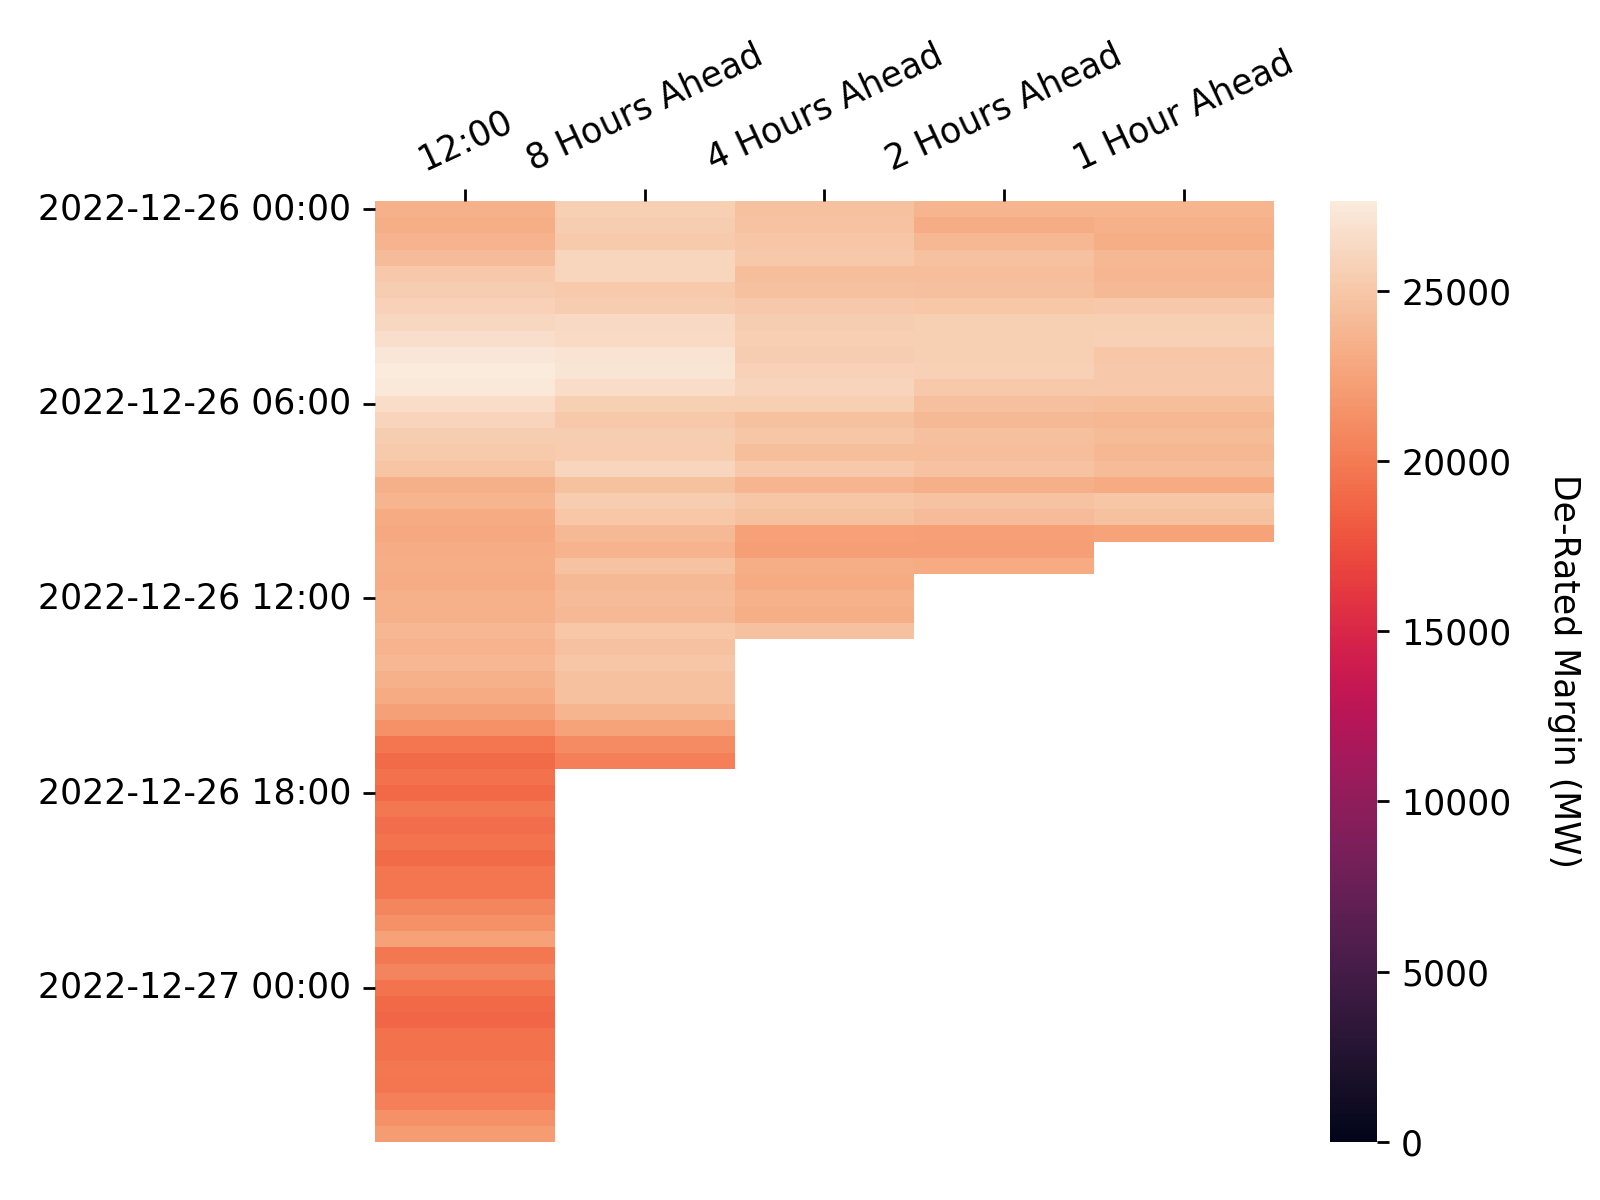 12:00
8 Hours Ahead
4 Hours Ahead
2 Hours Ahead
1 Hour Ahead
2022-12-26 00:00
2022-12-26 06:00
2022-12-26 12:00
2022-12-26 18:00
2022-12-27 00:00
25000
20000
15000
10000
5000
0
De-Rated Margin (MW)